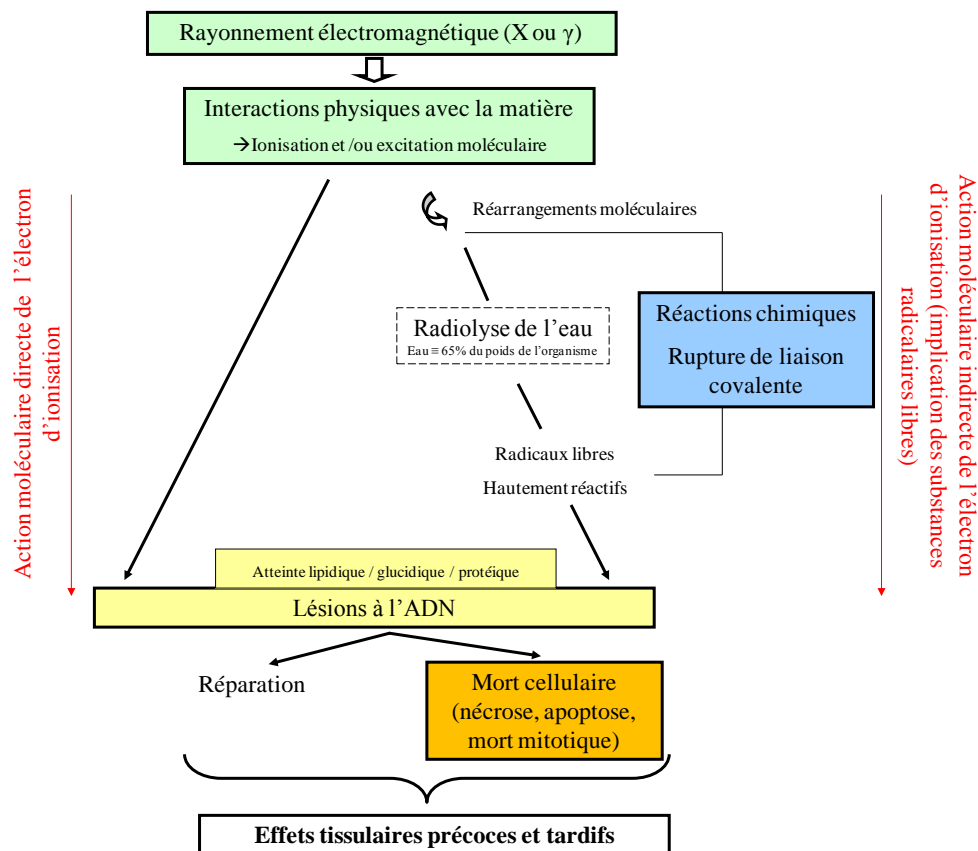 Rayonnement électromagnétique (X ou γ)
Interactions physiques avec la matière
→Ionisation et /ou excitation moléculaire
Action moléculaire directe de l’électron
d’ionisation
Réarrangements moléculaires
Radiolyse de l’eau
Eau ≡ 65% du poids de l’organisme
Réactions chimiques
Rupture de liaison
covalente
Action moléculaire indirecte de l’électron
d’ionisation (implication des substances
radicalaires libres)
Radicaux libres
Hautement réactifs
Atteinte lipidique / glucidique / protéique
Lésions à l’ADN
Réparation
Mort cellulaire
(nécrose, apoptose,
mort mitotique)
Effets tissulaires précoces et tardifs